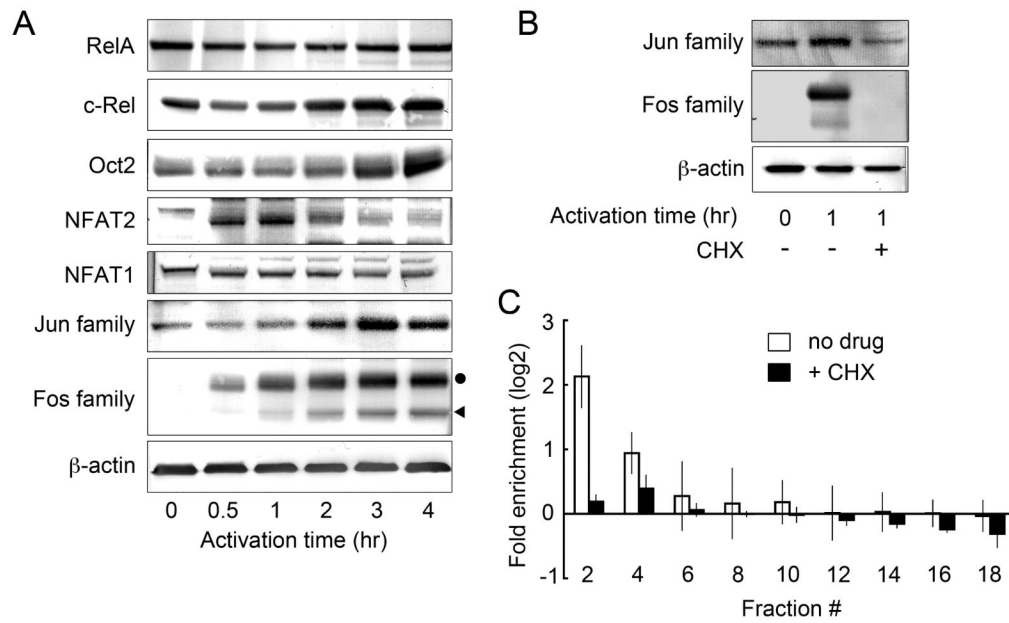 A
RelA
c-Rel
Oct2
NFAT2
NFAT1
Jun family
Fos family
β-actin
0 0.5 1 2 3 4
Activation time (hr)
B
Jun family
Fos family
β-actin
Activation time (hr) 0 1 1
CHX - - +
C
Fold enrichment (log2)
3
2
1
0
-1
no drug
+ CHX
2 4 6 8 10 12 14 16 18
Fraction #